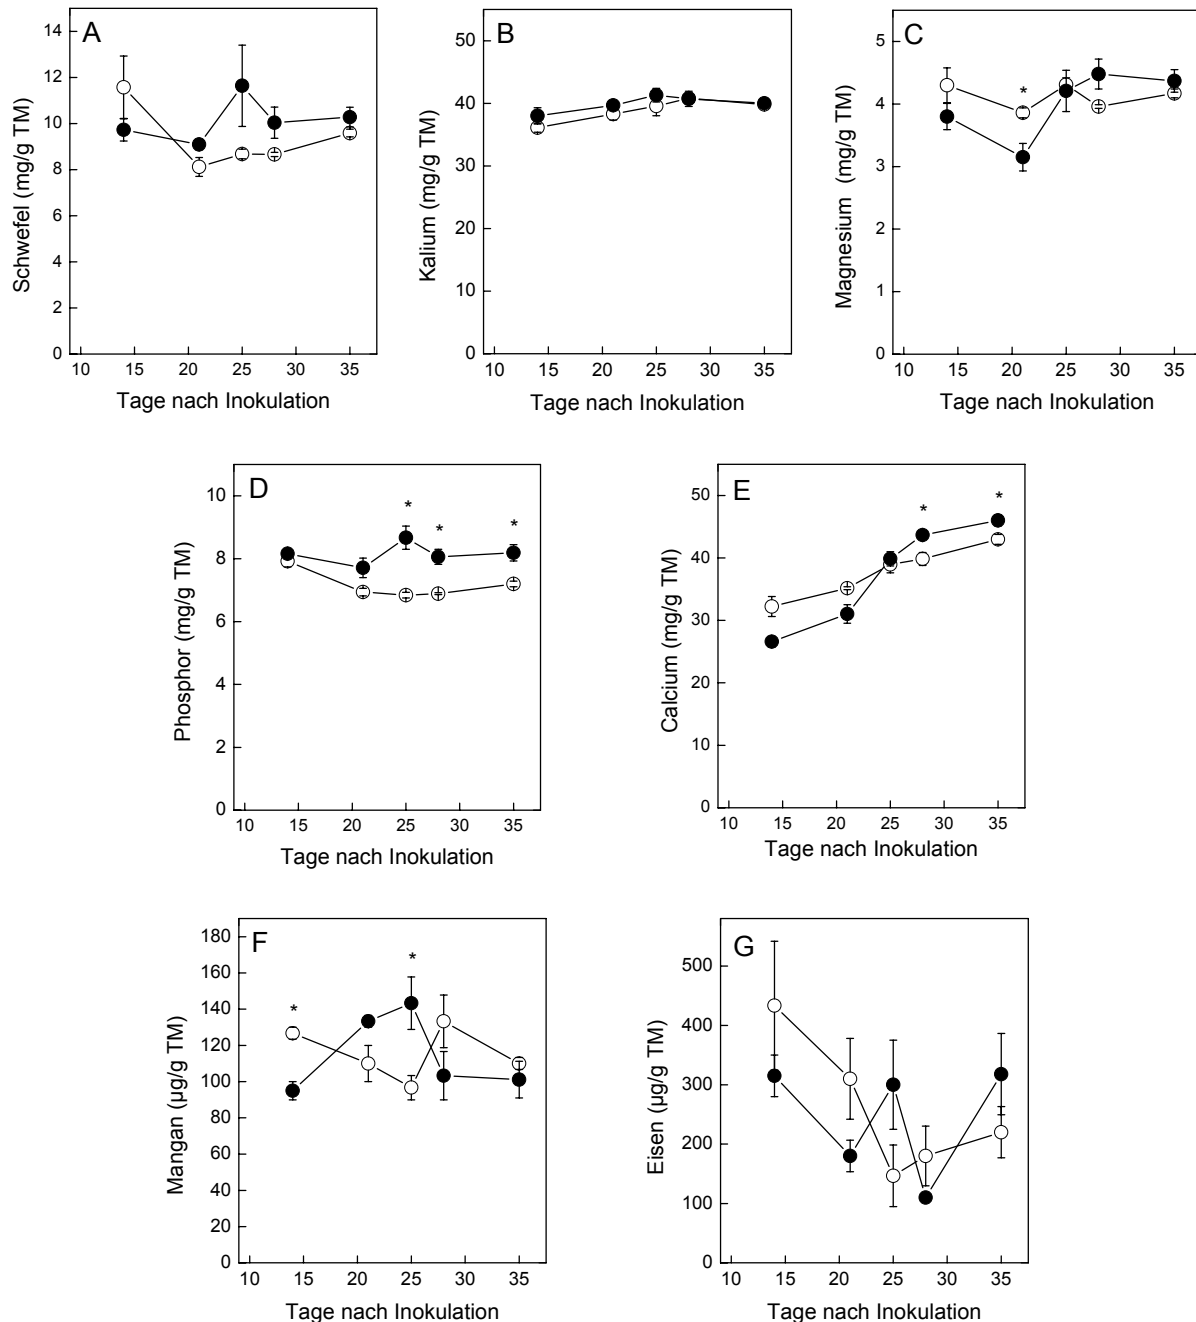 A
Schwefel (mg/g TM)
14
12
10
8
6
4
2
0
10 15 20 25 30 35
Tage nach Inokulation
B
Kalium (mg/g TM)
50
40
30
20
10
0
10 15 20 25 30 35
Tage nach Inokulation
C
*
Magnesium (mg/g TM)
5
4
3
2
1
0
10 15 20 25 30 35
Tage nach Inokulation
D
* * *
Phosphor (mg/g TM)
10
8
6
4
2
0
10 15 20 25 30 35
Tage nach Inokulation
E
* *
Calcium (mg/g TM)
50
40
30
20
10
0
10 15 20 25 30 35
Tage nach Inokulation
F
* *
Mangan (µg/g TM)
180
160
140
120
100
80
60
40
20
0
10 15 20 25 30 35
Tage nach Inokulation
G
Eisen (µg/g TM)
500
400
300
200
100
0
10 15 20 25 30 35
Tage nach Inokulation